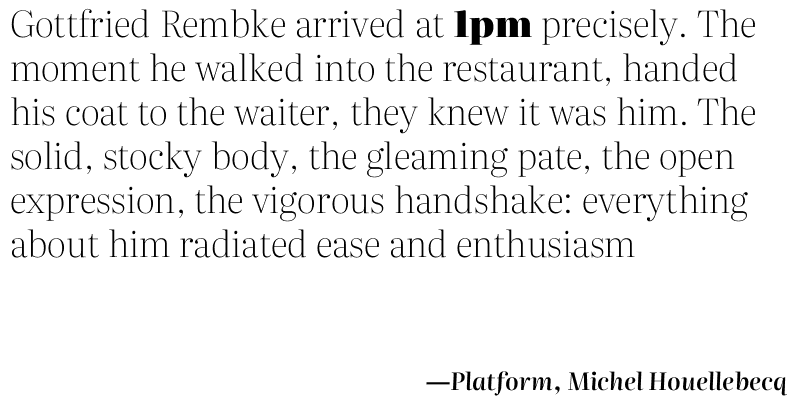 Gottfried Rembke arrived at 1pm precisely. The
moment he walked into the restaurant, handed
his coat to the waiter, they knew it was him. The
solid, stocky body, the gleaming pate, the open
expression, the vigorous handshake: everything
about him radiated ease and enthusiasm
—Platform, Michel Houellebecq